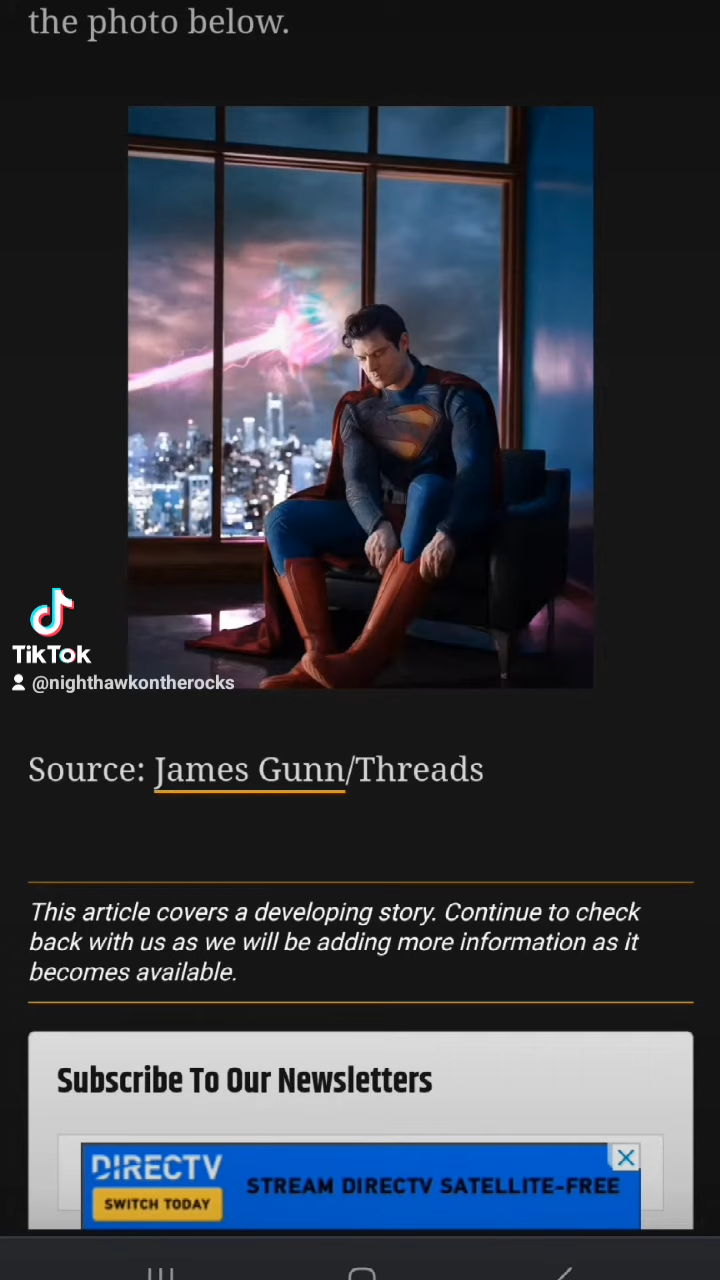 the photo below.
TikTok
@nighthawkontherocks
Source: James Gunn/Threads
This article covers a developing story. Continue to check
back with us as we will be adding more information as it
becomes available.
Subscribe To Our Newsletters
DIRECTV
SWITCH TODAY
STREAM DIRECTV SATELLITE-FREE